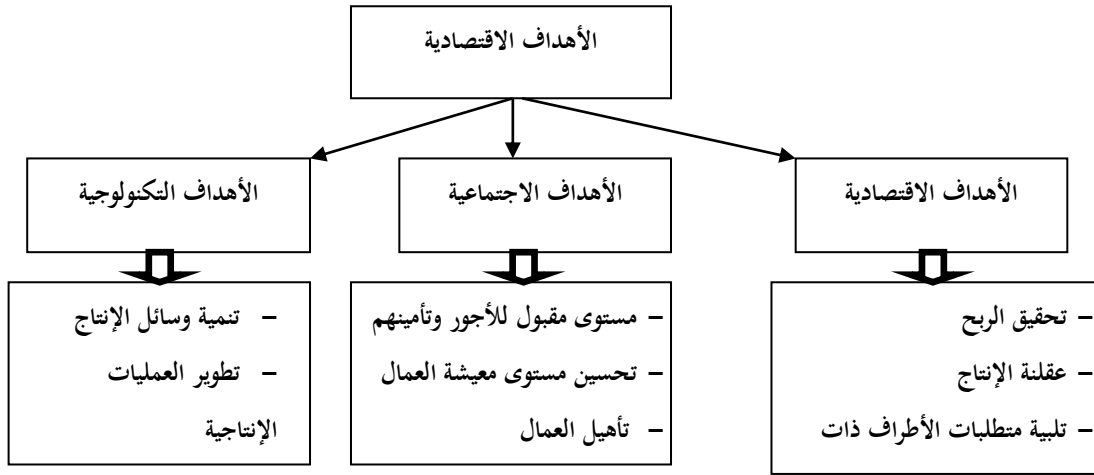 الأهداف الاقتصادية
الأهداف الاقتصادية
الأهداف الاجتماعية
الأهداف التكنولوجية
– تحقيق الربح
– عقلنة الإنتاج
– تلبية متطلبات الأطراف ذات
– مستوى مقبول للأجور وتأمينهم
– تحسين مستوى معيشة العمال
– تأهيل العمال
– تنمية وسائل الإنتاج
– تطوير العمليات
الإنتاجية